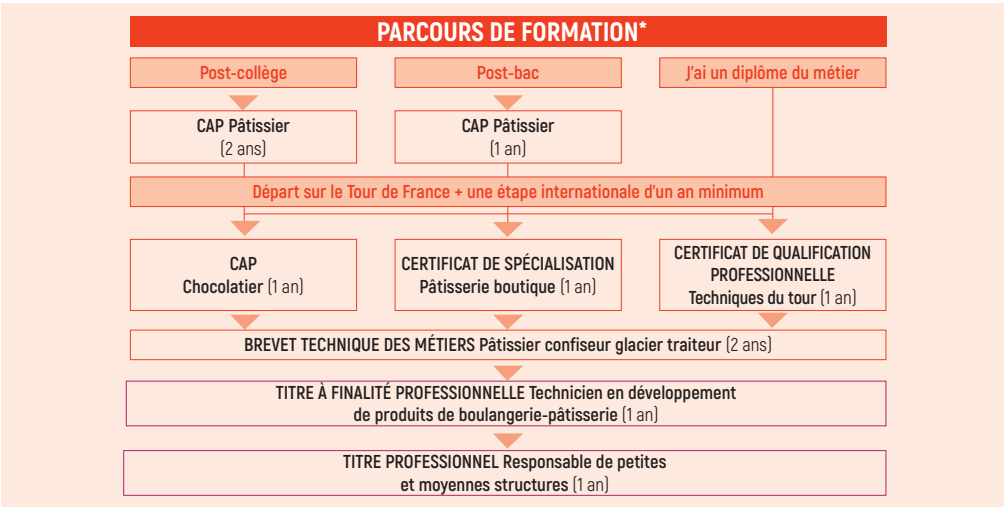 PARCOURS DE FORMATION*
Post-collège
Post-bac
J'ai un diplôme du métier
CAP Pâtissier
(2 ans)
CAP Pâtissier
(1 an)
Départ sur le Tour de France + une étape internationale d'un an minimum
CAP
Chocolatier (1 an)
CERTIFICAT DE SPÉCIALISATION
Pâtisserie boutique (1 an)
CERTIFICAT DE QUALIFICATION
PROFESSIONNELLE
Techniques du tour (1 an)
BREVET TECHNIQUE DES MÉTIERS Pâtissier confiseur glacier traiteur (2 ans)
TITRE À FINALITÉ PROFESSIONNELLE Technicien en développement
de produits de boulangerie-pâtisserie (1 an)
TITRE PROFESSIONNEL Responsable de petites
et moyennes structures (1 an)